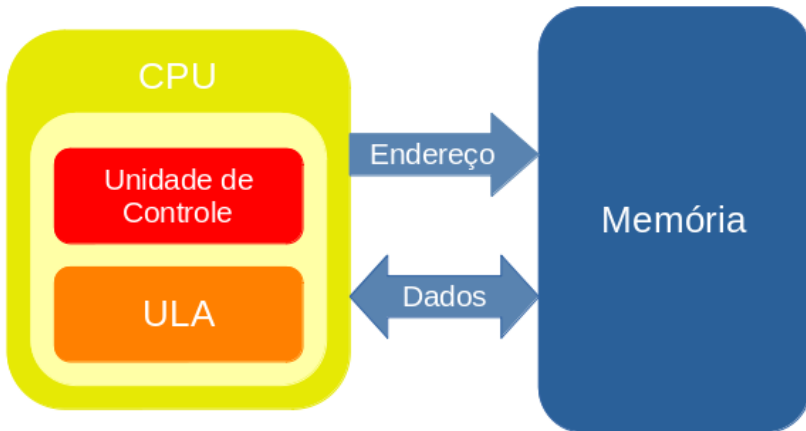 CPU
Unidade de
Controle
ULA
Endereço
Dados
Memória